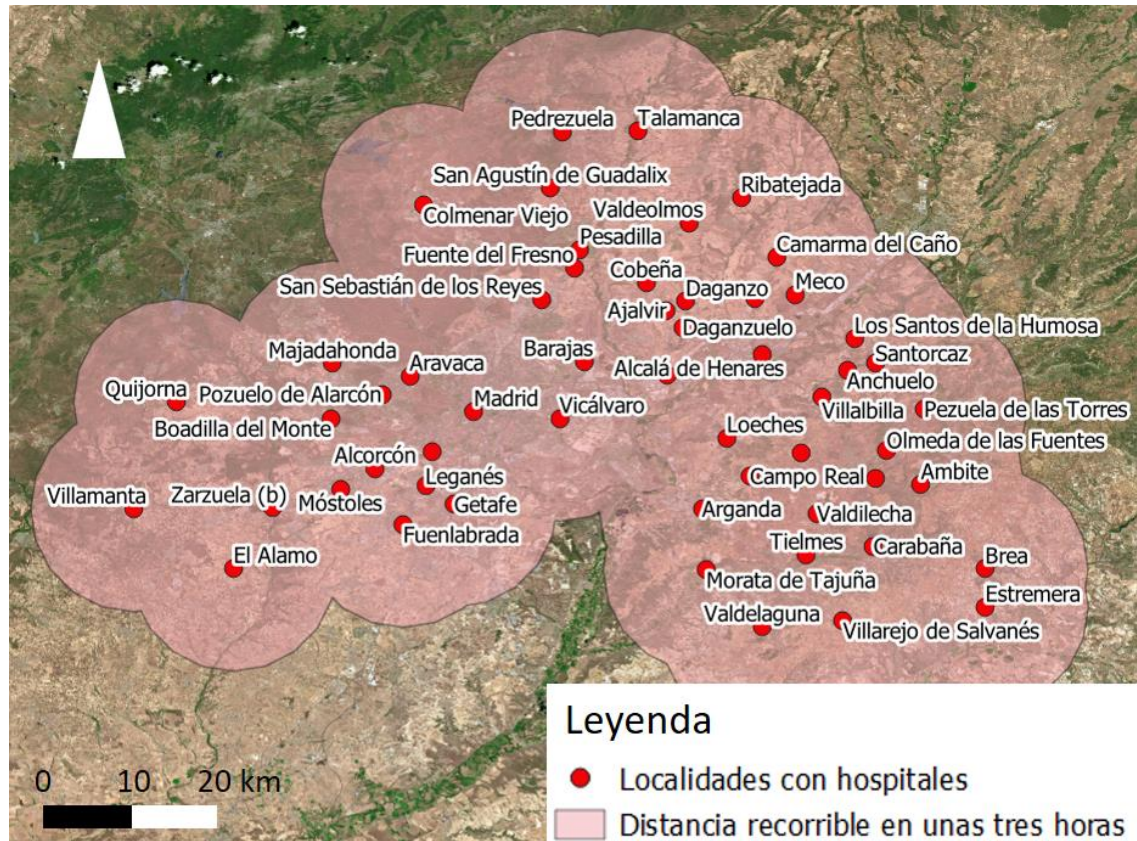 Pedrezuela
Talamanca
San Agustín de Guadalix
Ribatejada
Colmenar Viejo
Valdeolmos
Pesadilla
Fuente del Fresno
Camarma del Caño
Cobeña
San Sebastián de los Reyes
Daganzo
Meco
Ajalvir
Daganzuelo
Los Santos de la Humosa
Majadahonda
Aravaca
Barajas
Alcalá de Henares
Santorcaz
Anchuelo
Quijorna
Pozuelo de Alarcón
Madrid
Vicálvaro
Villalbilla
Pezuela de las Torres
Boadilla del Monte
Loeches
Olmeda de las Fuentes
Alcorcón
Leganés
Campo Real
Ambite
Villamanta
Zarzuela (b)
Móstoles
Getafe
Arganda
Valdilecha
Fuenlabrada
Tielmes
Carabaña
El Alamo
Brea
Morata de Tajuña
Estremera
Valdelaguna
Villarejo de Salvanés
Leyenda
Localidades con hospitales
Distancia recorrible en unas tres horas
0 10 20 km